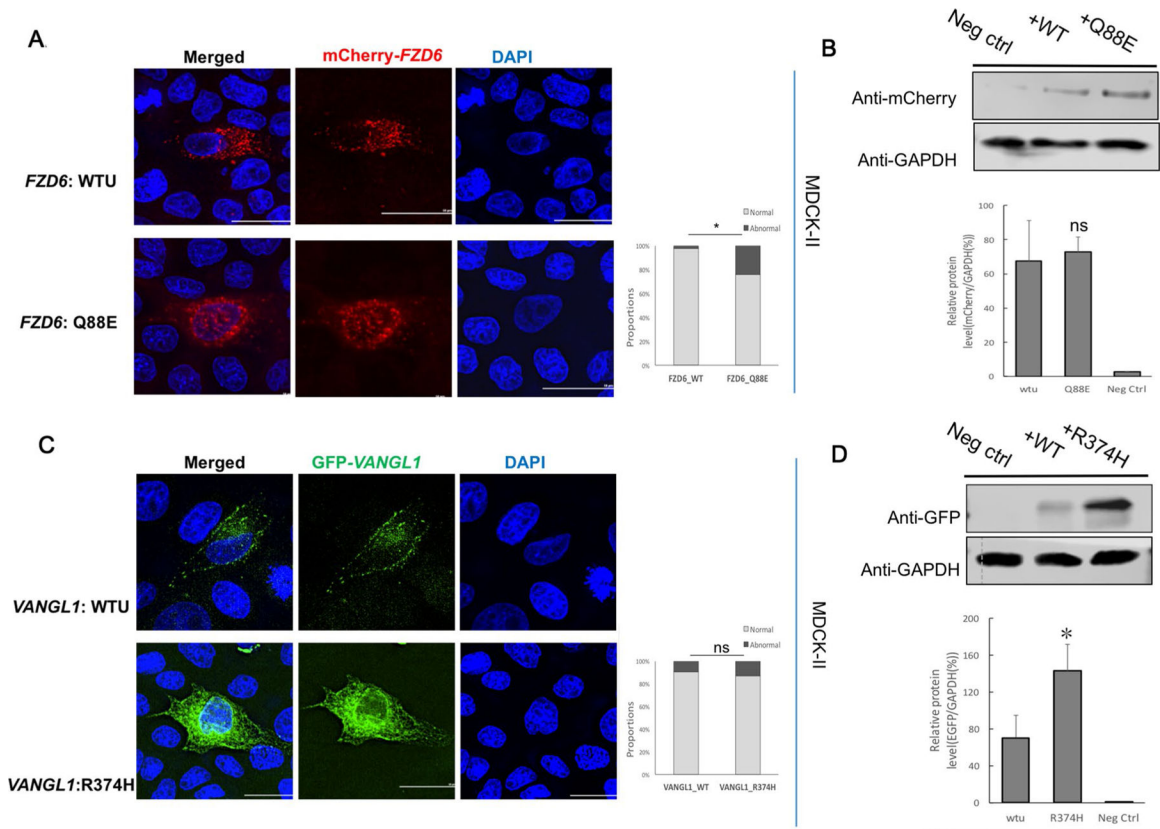 A.
Merged
mCherry-FZD6
DAPI
FZD6: WTU
FZD6: Q88E
Normal
Abnormal
*
100%
80%
60%
40%
20%
0%
Proportions
FZD6_WT
FZD6_Q88E
MDCK-II
B
Neg ctrl
+WT
+Q88E
Anti-mCherry
Anti-GAPDH
Relative protein
level(mCherry/GAPDH(%))
100
80
60
40
20
0
ns
wtu
Q88E
Neg Ctrl
C
Merged
GFP-VANGL1
DAPI
VANGL1: WTU
VANGL1:R374H
Normal
Abnormal
ns
100%
80%
60%
40%
20%
0%
Proportions
VANGL1_WT
VANGL1_R374H
MDCK-II
D
Neg ctrl
+WT
+R374H
Anti-GFP
Anti-GAPDH
Relative protein
level(EGFP/GAPDH(%))
200
160
120
80
40
0
*
wtu
R374H
Neg Ctrl